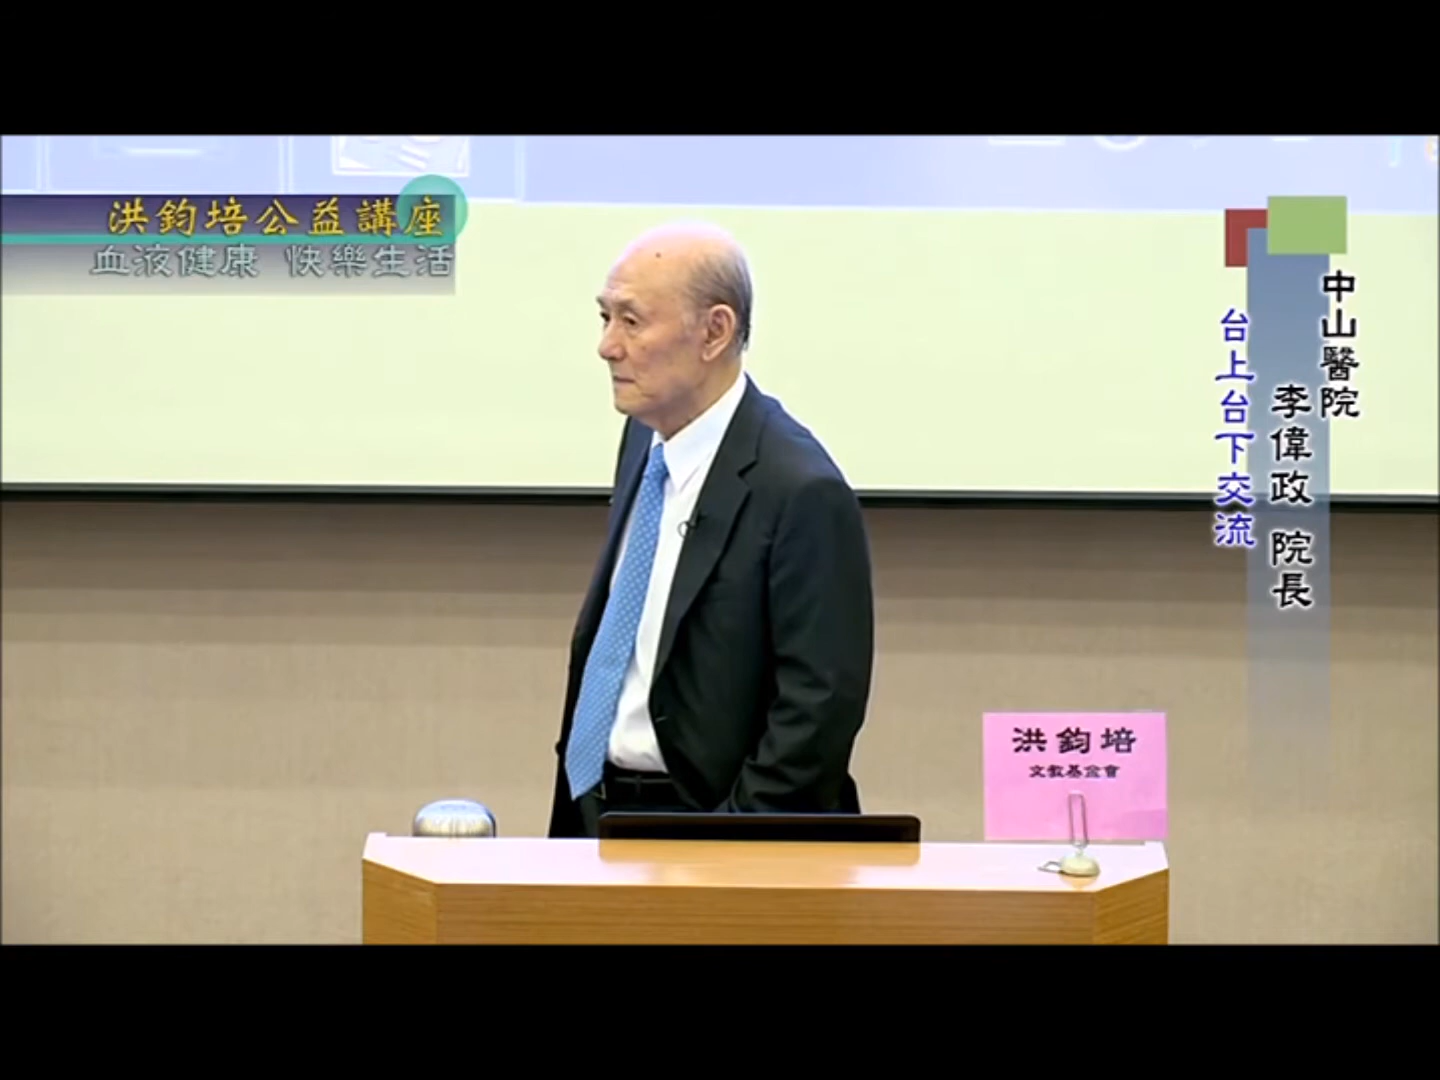 洪鈞培公益講座
血液健康 快樂生活
中山醫院
李偉政 院長
台上台下交流
洪鈞培
文教基金會